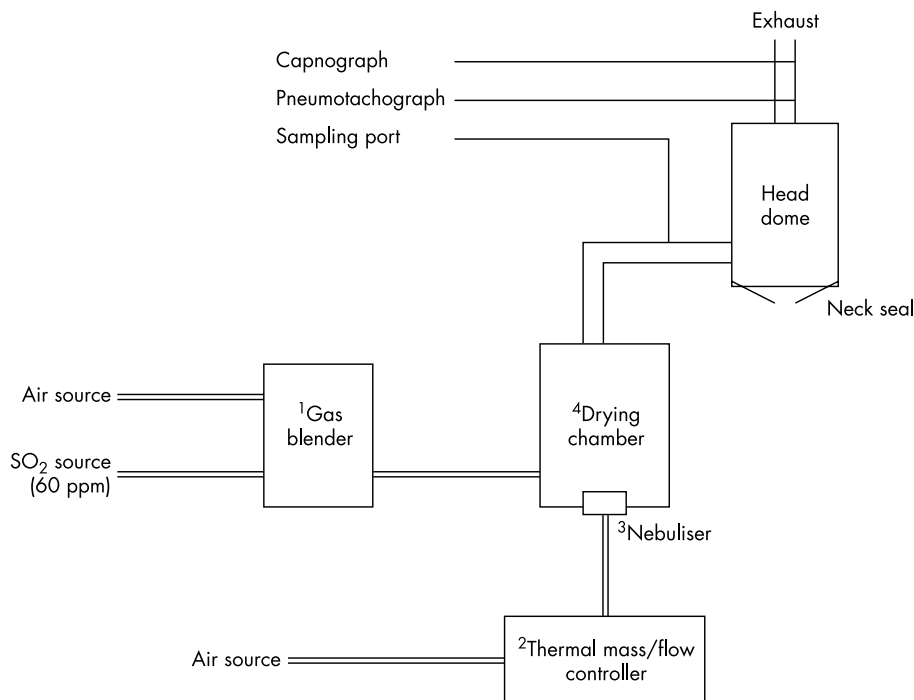 Exhaust
Capnograph
Pneumotachograph
Sampling port
Head
dome
Neck seal
Air source
¹Gas
blender
SO₂ source
(60 ppm)
⁴Drying
chamber
³Nebuliser
Air source
²Thermal mass/flow
controller